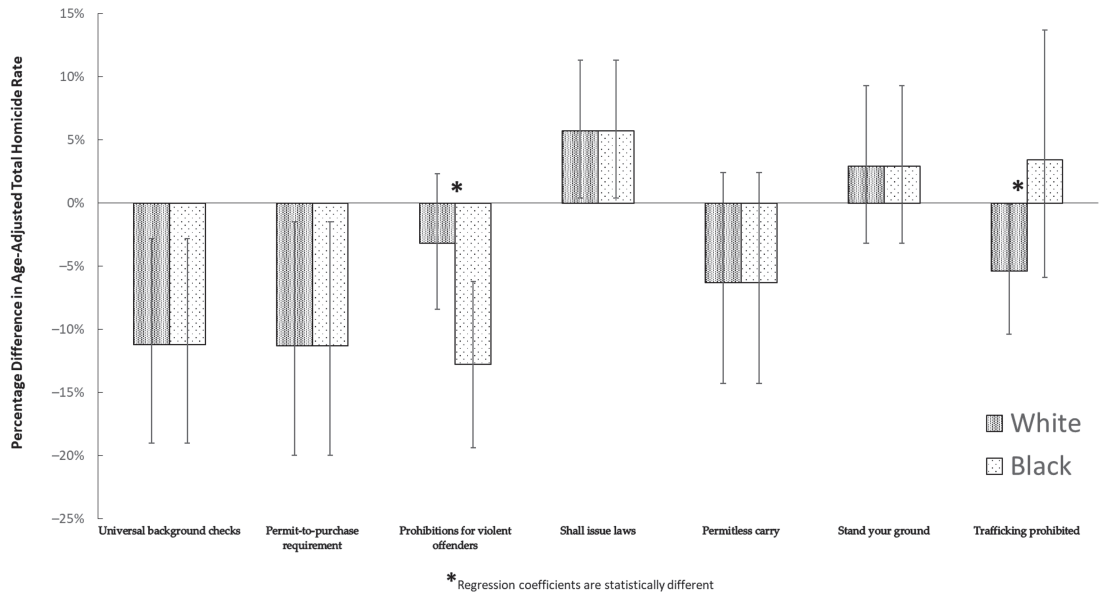 Percentage Difference in Age-Adjusted Total Homicide Rate
15%
10%
5%
0%
–5%
–10%
–15%
–20%
–25%
*
*
White
Black
Universal background checks
Permit-to-purchase
requirement
Prohibitions for violent
offenders
Shall issue laws
Permitless carry
Stand your ground
Trafficking prohibited
*Regression coefficients are statistically different